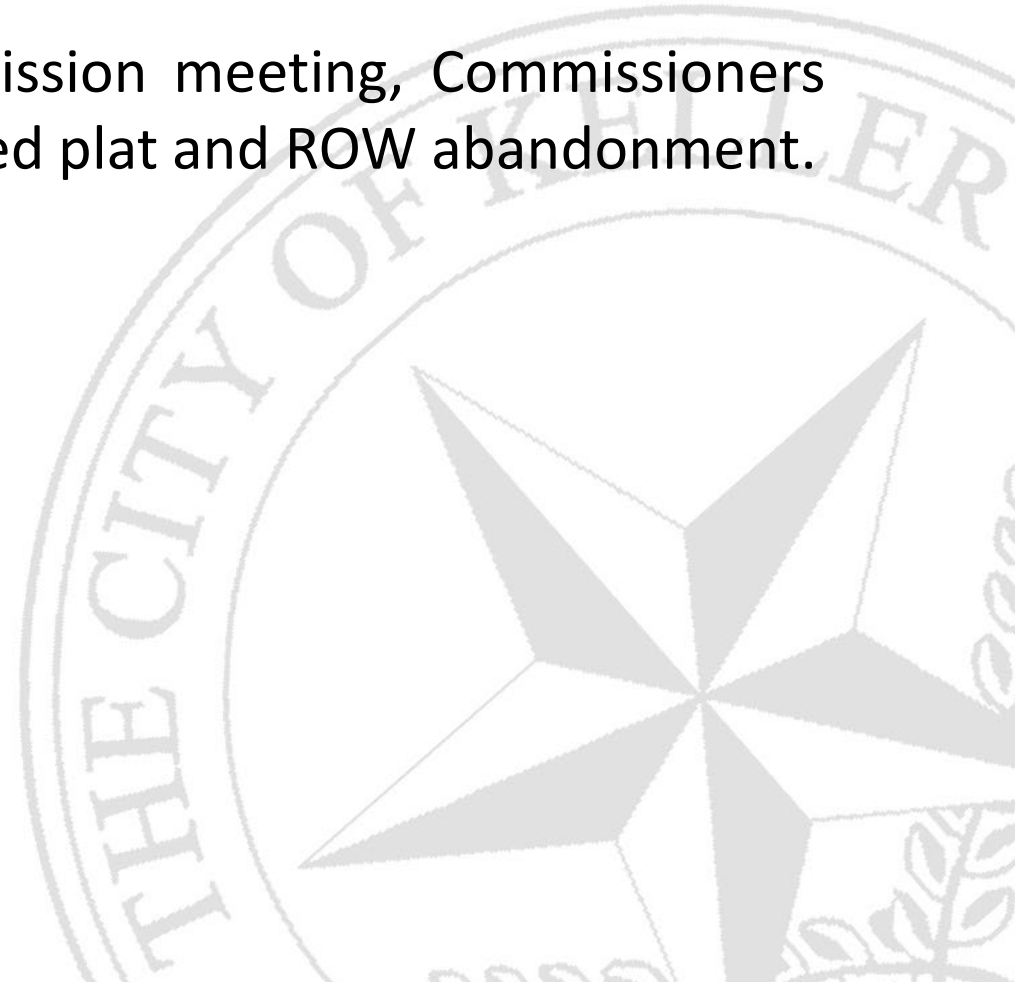 ission meeting, Commissioners
ed plat and ROW abandonment.
THE CITY OF KELLER